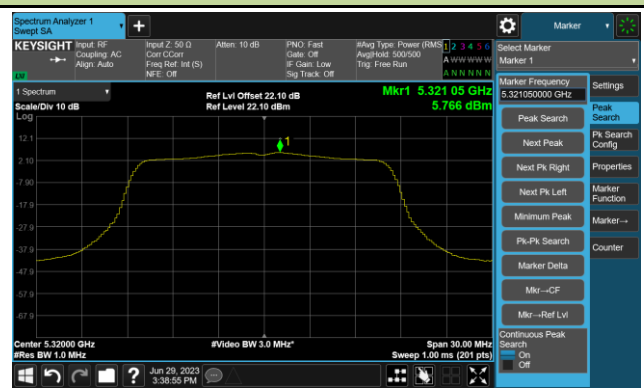 Spectrum Analyzer 1
Swept SA
+
Marker
KEYSIGHT
Input: RF
Coupling: AC
Align: Auto
Input Z: 50 Ω
Corr CCorr
Freq Ref: Int (S)
NFE: Off
Atten: 10 dB
PNO: Fast
Gate: Off
IF Gain: Low
Sig Track: Off
#Avg Type: Power (RMS
Avg|Hold: 500/500
Trig: Free Run
1 2 3 4 5 6
A W W W W W
A N N N N N
LW
Select Marker
Marker 1
1 Spectrum
Scale/Div 10 dB
Log
Ref Lvl Offset 22.10 dB
Ref Level 22.10 dBm
Mkr1 5.321 05 GHz
5.766 dBm
12.1
2.10
-7.90
-17.9
-27.9
-37.9
-47.9
-57.9
-67.9
1
Center 5.32000 GHz
#Res BW 1.0 MHz
#Video BW 3.0 MHz*
Span 30.00 MHz
Sweep 1.00 ms (201 pts)
Marker Frequency
5.321050000 GHz
Peak Search
Next Peak
Next Pk Right
Next Pk Left
Minimum Peak
Pk-Pk Search
Marker Delta
Mkr→CF
Mkr→Ref Lvl
Continuous Peak
Search
On
Off
Settings
Peak
Search
Pk Search
Config
Properties
Marker
Function
Marker→
Counter
?
Jun 29, 2023
3:38:55 PM